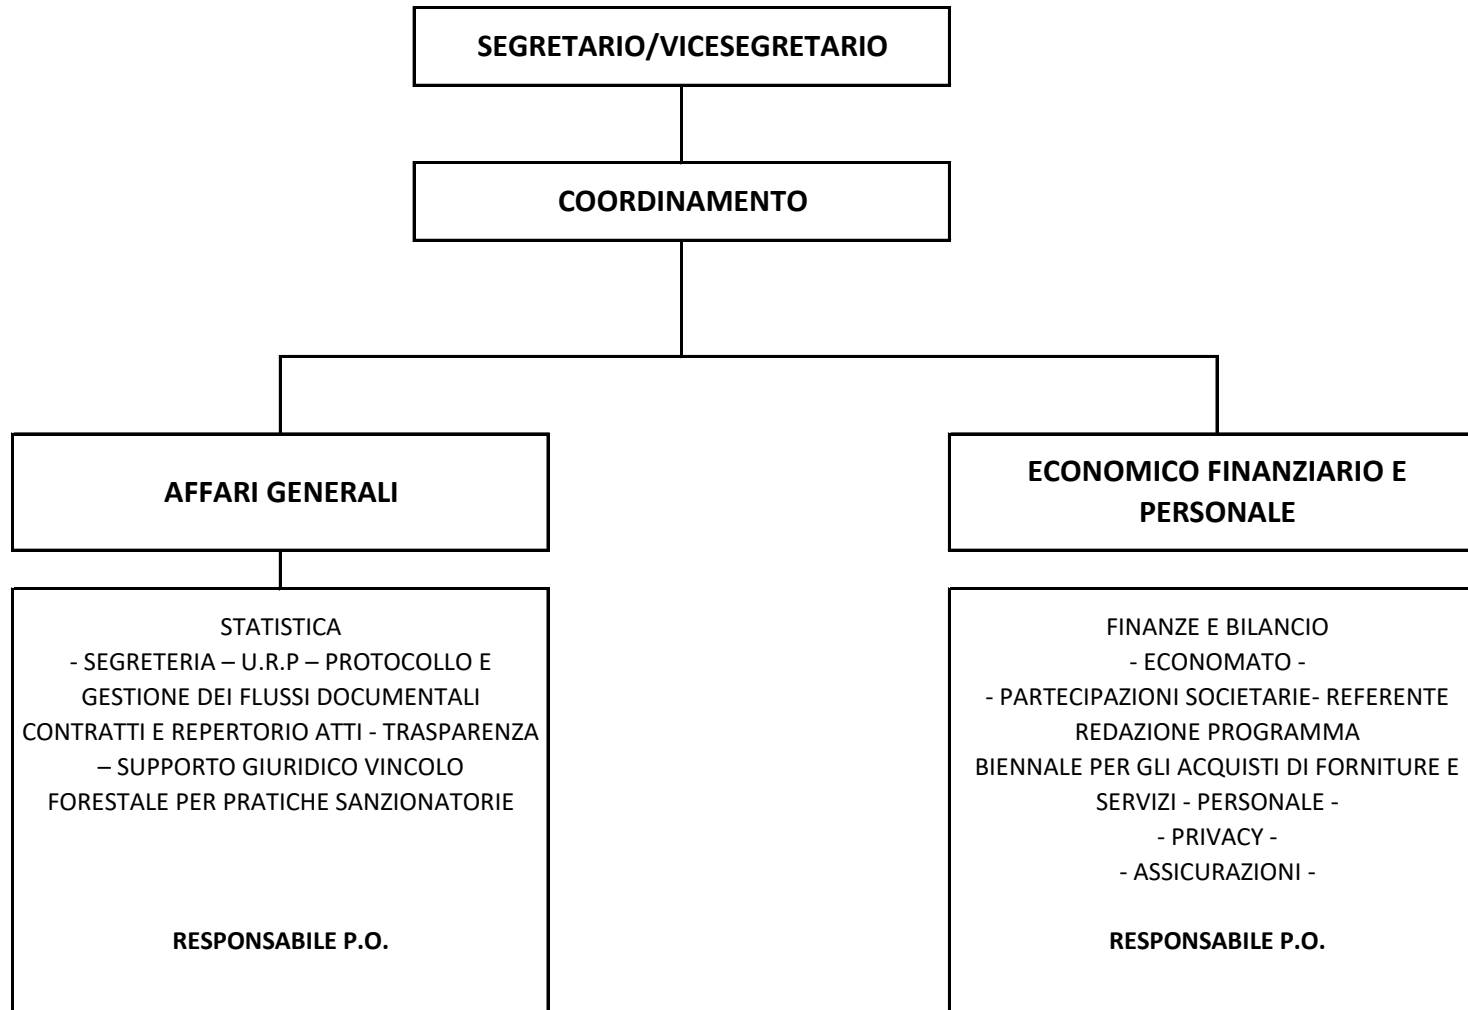 SEGRETARIO/VICESEGRETARIO
COORDINAMENTO
AFFARI GENERALI
ECONOMICO FINANZIARIO E
PERSONALE
STATISTICA
- SEGRETERIA – U.R.P – PROTOCOLLO E
GESTIONE DEI FLUSSI DOCUMENTALI
CONTRATTI E REPERTORIO ATTI - TRASPARENZA
– SUPPORTO GIURIDICO VINCOLO
FORESTALE PER PRATICHE SANZIONATORIE
RESPONSABILE P.O.
FINANZE E BILANCIO
- ECONOMATO -
- PARTECIPAZIONI SOCIETARIE- REFERENTE
REDAZIONE PROGRAMMA
BIENNALE PER GLI ACQUISTI DI FORNITURE E
SERVIZI - PERSONALE -
- PRIVACY -
- ASSICURAZIONI -
RESPONSABILE P.O.